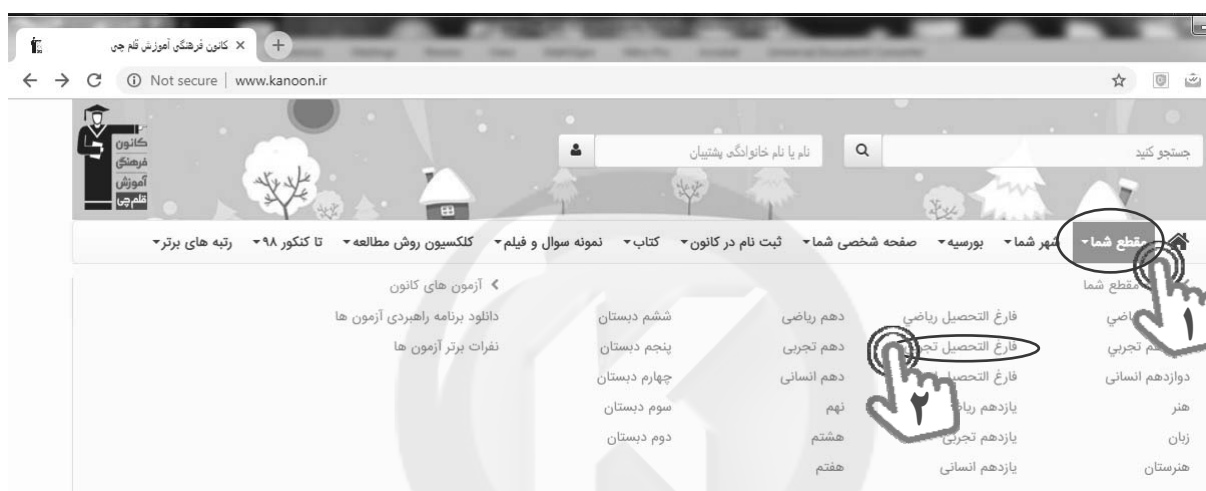 کانون فرهنگی آموزش قلم چی
Not secure | www.kanoon.ir
کانون
فرهنگی
آموزش
قلم‌چی
جستجو کنید
نام یا نام خانوادگی پشتیبان
مقطع شما شهر شما بورسیه صفحه شخصی شما ثبت نام در کانون کتاب نمونه سوال و فیلم کلکسیون روش مطالعه تا کنکور ۹۸ رتبه های برتر
مقطع شما آزمون های کانون
فارغ التحصیل ریاضی دهم ریاضی ششم دبستان دانلود برنامه راهبردی آزمون ها
تجربي فارغ التحصیل تجربی دهم تجربی پنجم دبستان نفرات برتر آزمون ها
دوازدهم انسانی فارغ التحصیل دهم انسانی چهارم دبستان
هنر یازدهم نهم سوم دبستان
زبان یازدهم تجربی هشتم دوم دبستان
هنرستان یازدهم انسانی هفتم
۱
۲